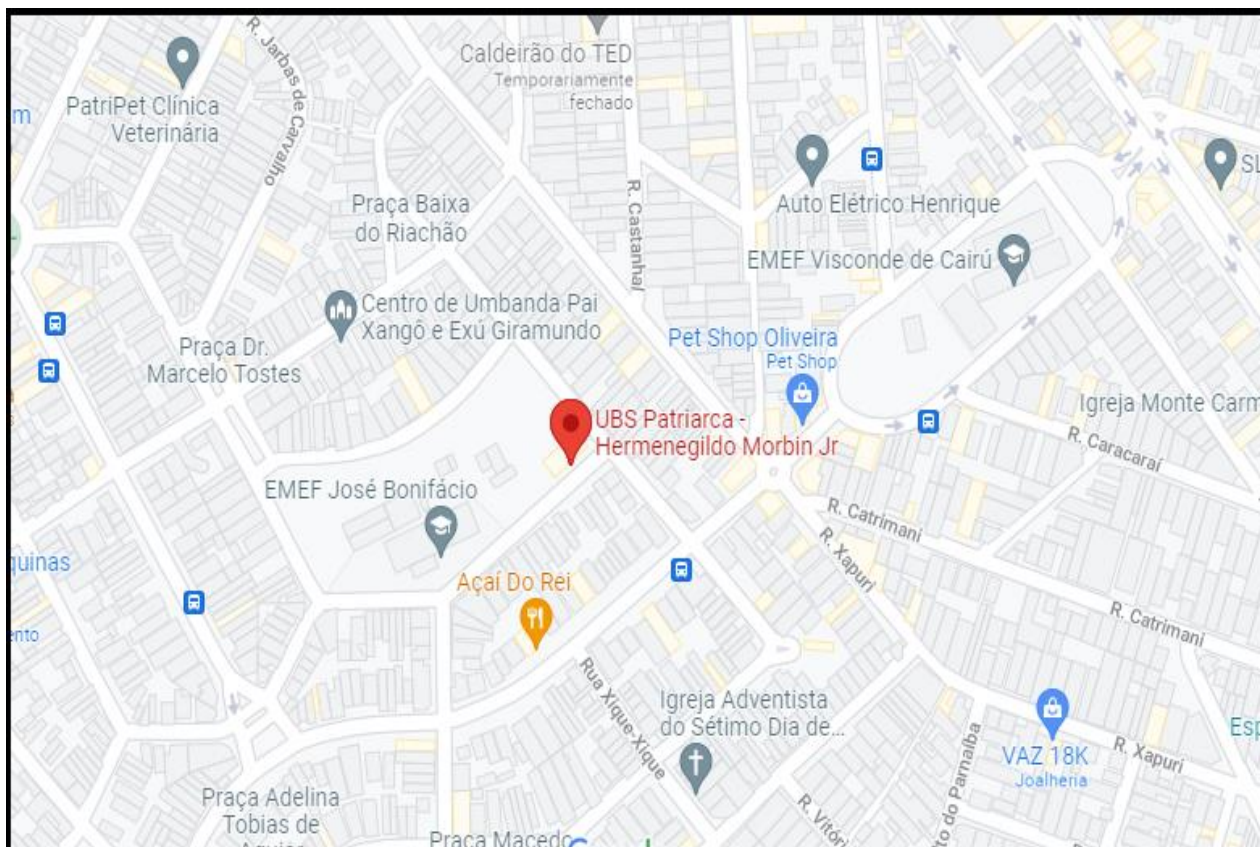 R. Jarbas de Carvalho
Caldeirão do TED
Temporariamente
fechado
PatriPet Clínica
Veterinária
m
SL
R. Castanhal
Praça Baixa
do Riachão
Auto Elétrico Henrique
EMEF Visconde de Cairú
Centro de Umbanda Pai
Xangô e Exú Giramundo
Praça Dr.
Marcelo Tostes
Pet Shop Oliveira
Pet Shop
UBS Patriarca -
Hermenegildo Morbin Jr
Igreja Monte Carm
R. Caracaraí
EMEF José Bonifácio
R. Catrimani
R. Xapuri
quinas
Açaí Do Rei
R. Catrimani
ento
Rua Xique-Xique
Igreja Adventista
do Sétimo Dia de...
Esp
VAZ 18K
Joalheria
R. Xapuri
to do Parnaíba
R. Vitóri
Praça Adelina
Tobias de
Praça Macedo